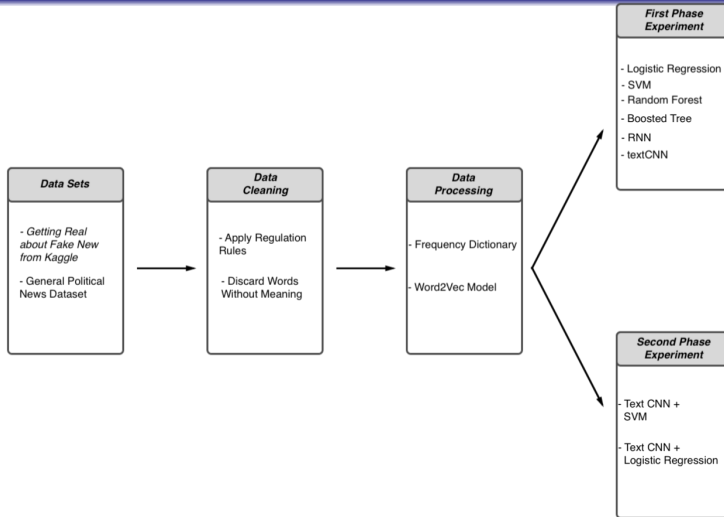 Data Sets
- Getting Real
about Fake New
from Kaggle
- General Political
News Dataset
Data
Cleaning
- Apply Regulation
Rules
- Discard Words
Without Meaning
Data
Processing
- Frequency Dictionary
- Word2Vec Model
First Phase
Experiment
- Logistic Regression
- SVM
- Random Forest
- Boosted Tree
- RNN
- textCNN
Second Phase
Experiment
- Text CNN +
SVM
- Text CNN +
Logistic Regression